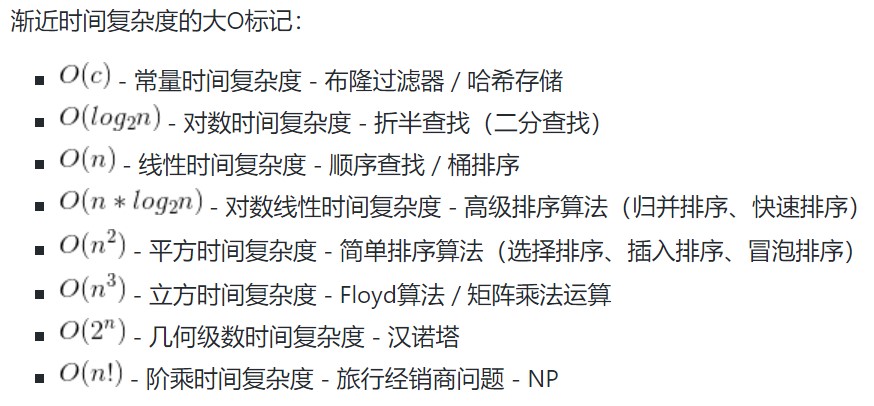 渐近时间复杂度的大O标记：
▪ O(c) - 常量时间复杂度 - 布隆过滤器 / 哈希存储
▪ O(log₂n) - 对数时间复杂度 - 折半查找（二分查找）
▪ O(n) - 线性时间复杂度 - 顺序查找 / 桶排序
▪ O(n * log₂n) - 对数线性时间复杂度 - 高级排序算法（归并排序、快速排序）
▪ O(n²) - 平方时间复杂度 - 简单排序算法（选择排序、插入排序、冒泡排序）
▪ O(n³) - 立方时间复杂度 - Floyd算法 / 矩阵乘法运算
▪ O(2ⁿ) - 几何级数时间复杂度 - 汉诺塔
▪ O(n!) - 阶乘时间复杂度 - 旅行经销商问题 - NP